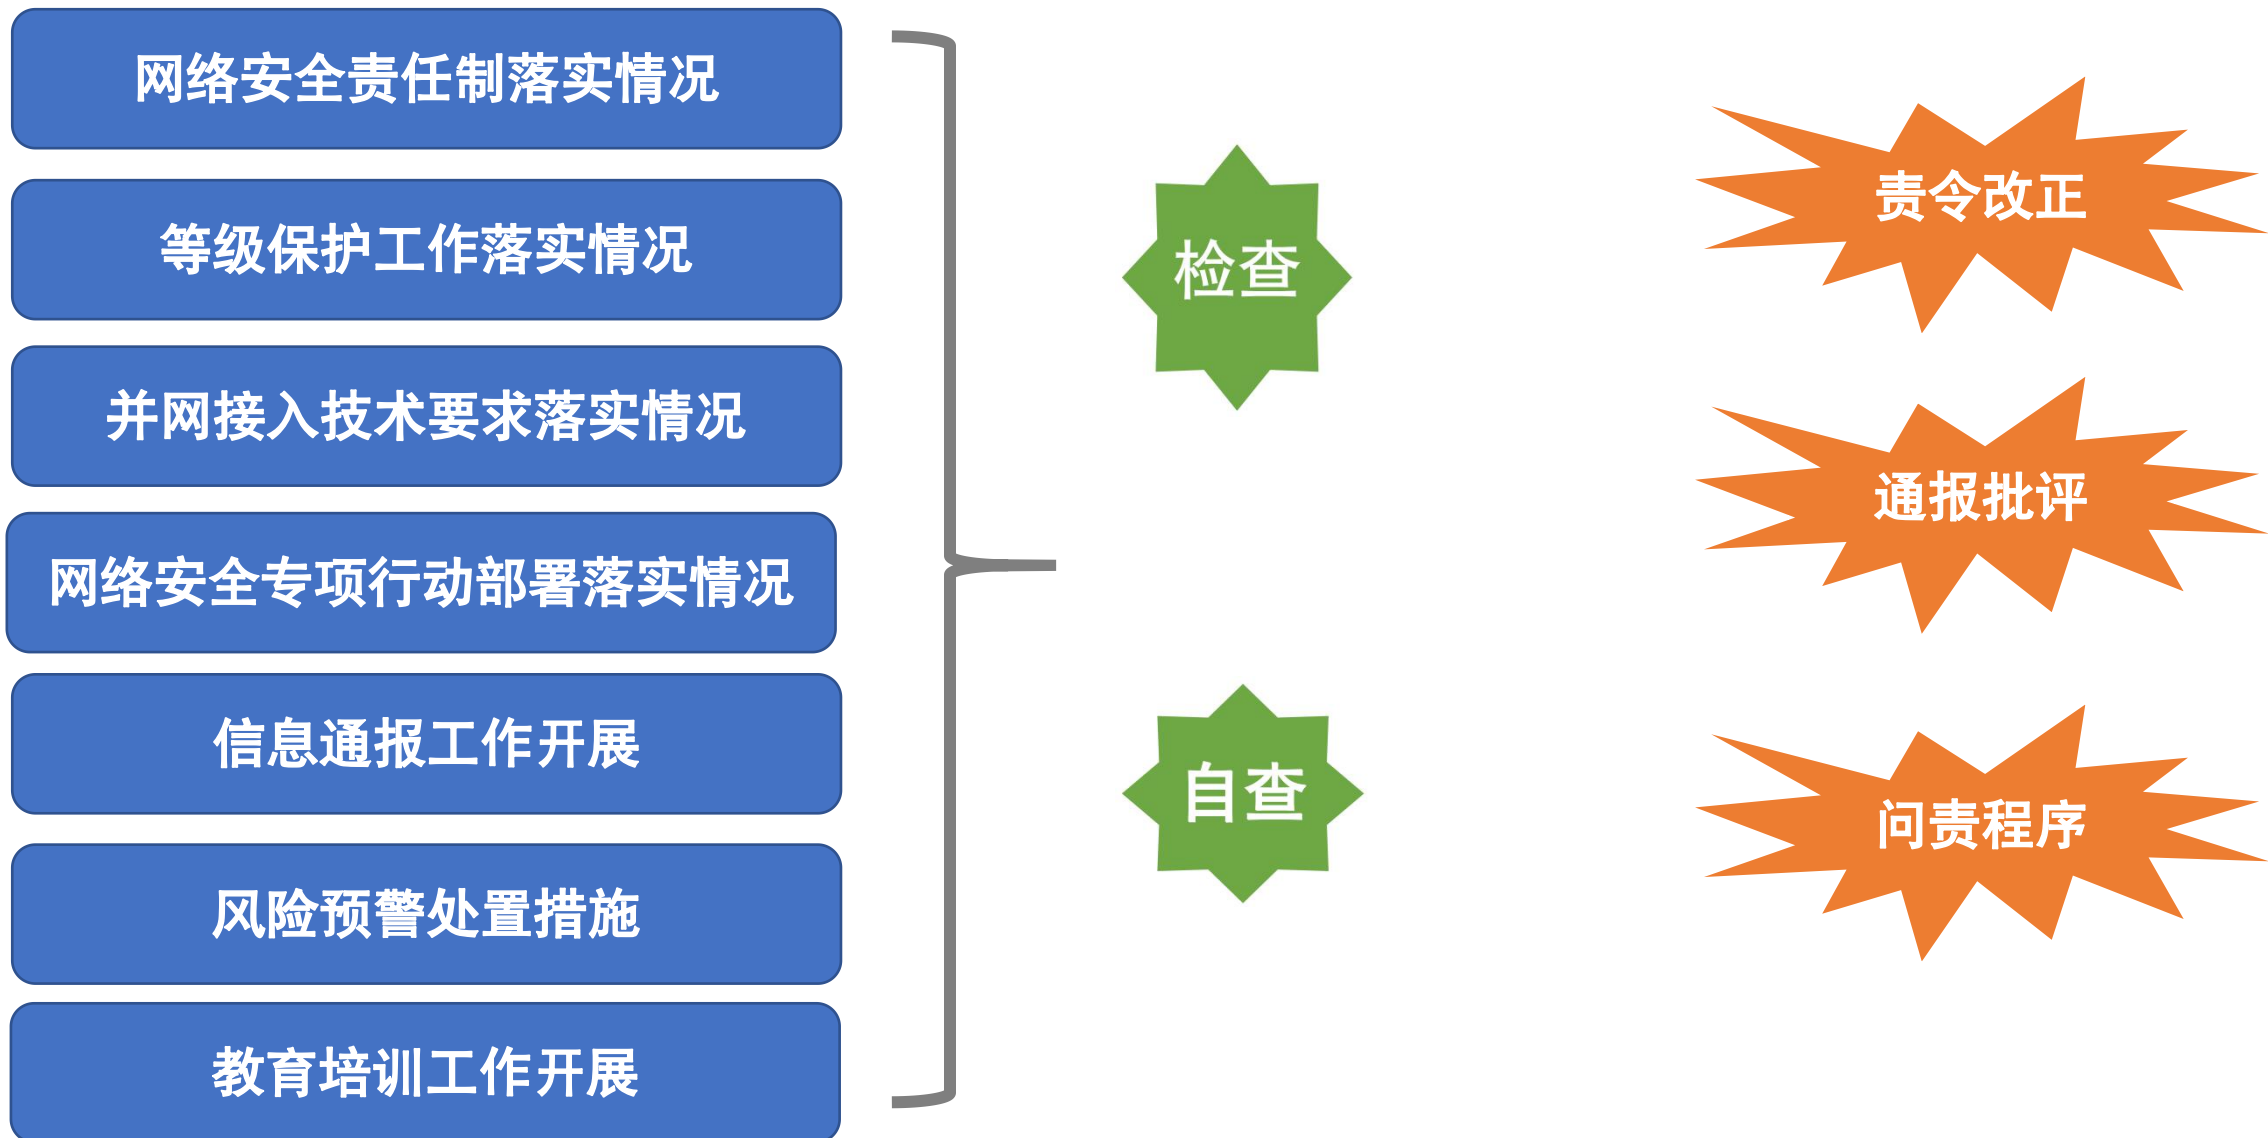 网络安全责任制落实情况
等级保护工作落实情况
并网接入技术要求落实情况
网络安全专项行动部署落实情况
信息通报工作开展
风险预警处置措施
教育培训工作开展
检查
自查
责令改正
通报批评
问责程序